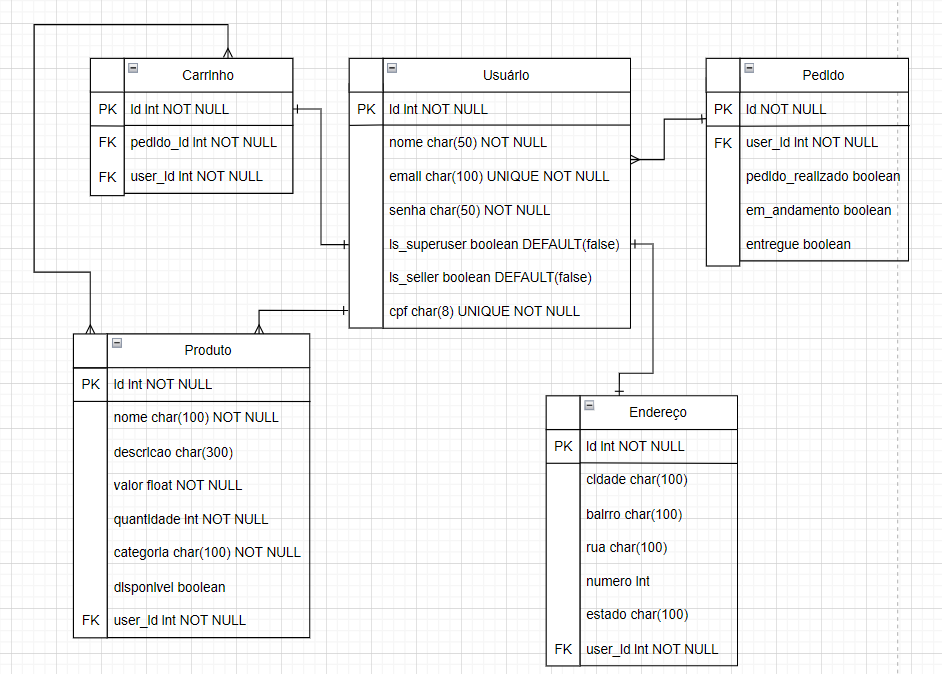 Carrinho
PK id int NOT NULL
FK pedido_id int NOT NULL
FK user_id int NOT NULL
Usuário
PK id int NOT NULL
nome char(50) NOT NULL
email char(100) UNIQUE NOT NULL
senha char(50) NOT NULL
is_superuser boolean DEFAULT(false)
is_seller boolean DEFAULT(false)
cpf char(8) UNIQUE NOT NULL
Pedido
PK id NOT NULL
FK user_id int NOT NULL
pedido_realizado boolean
em_andamento boolean
entregue boolean
Produto
PK id int NOT NULL
nome char(100) NOT NULL
descricao char(300)
valor float NOT NULL
quantidade int NOT NULL
categoria char(100) NOT NULL
disponivel boolean
FK user_id int NOT NULL
Endereço
PK id int NOT NULL
cidade char(100)
bairro char(100)
rua char(100)
numero int
estado char(100)
FK user_id int NOT NULL